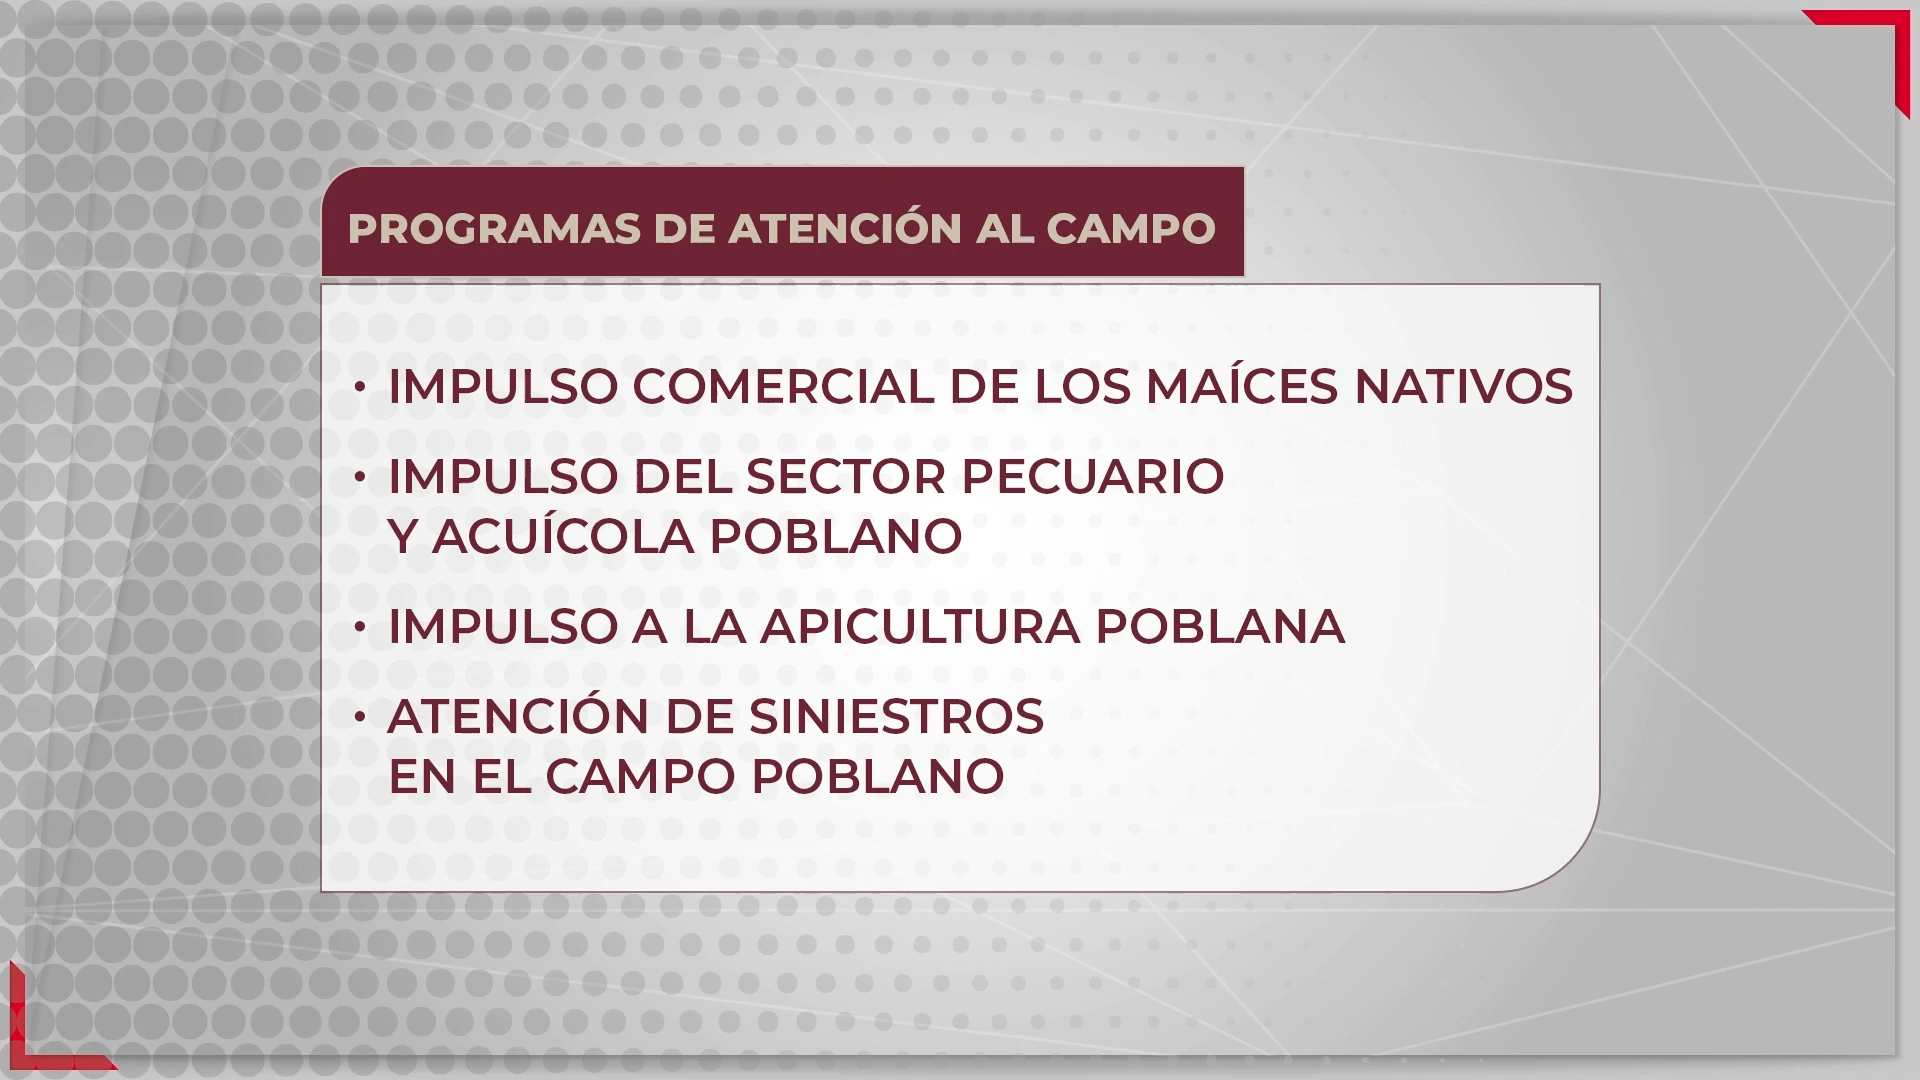 PROGRAMAS DE ATENCIÓN AL CAMPO
• IMPULSO COMERCIAL DE LOS MAÍCES NATIVOS
• IMPULSO DEL SECTOR PECUARIO
Y ACUÍCOLA POBLANO
• IMPULSO A LA APICULTURA POBLANA
• ATENCIÓN DE SINIESTROS
EN EL CAMPO POBLANO